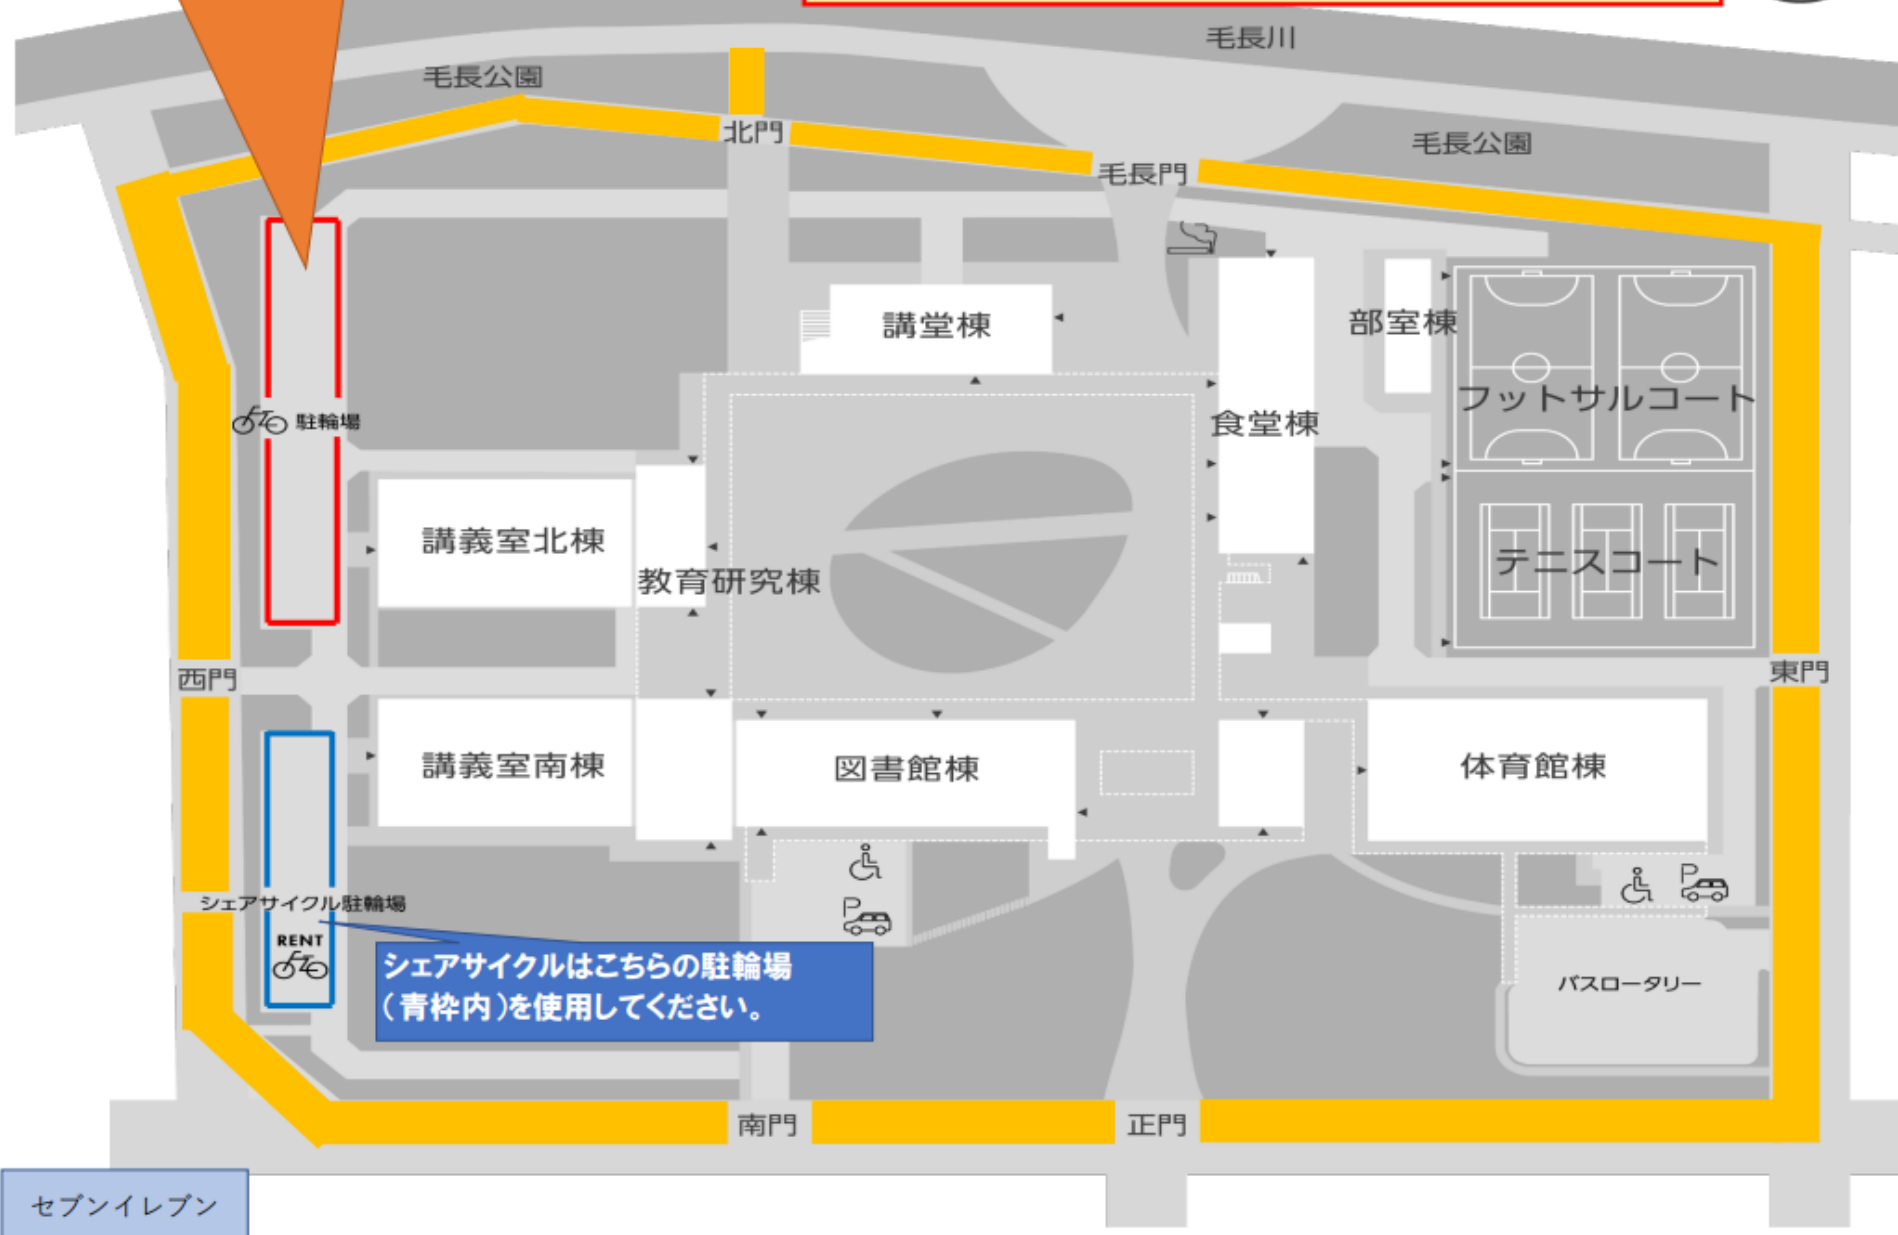 毛長川
毛長公園
北門
毛長公園
毛長門
講堂棟
部室棟
フットサルコート
食堂棟
駐輪場
講義室北棟
教育研究棟
テニスコート
西門
東門
講義室南棟
図書館棟
体育館棟
P
シェアサイクル駐輪場
P
RENT
シェアサイクルはこちらの駐輪場
（青枠内）を使用してください。
バスロータリー
南門
正門
セブンイレブン